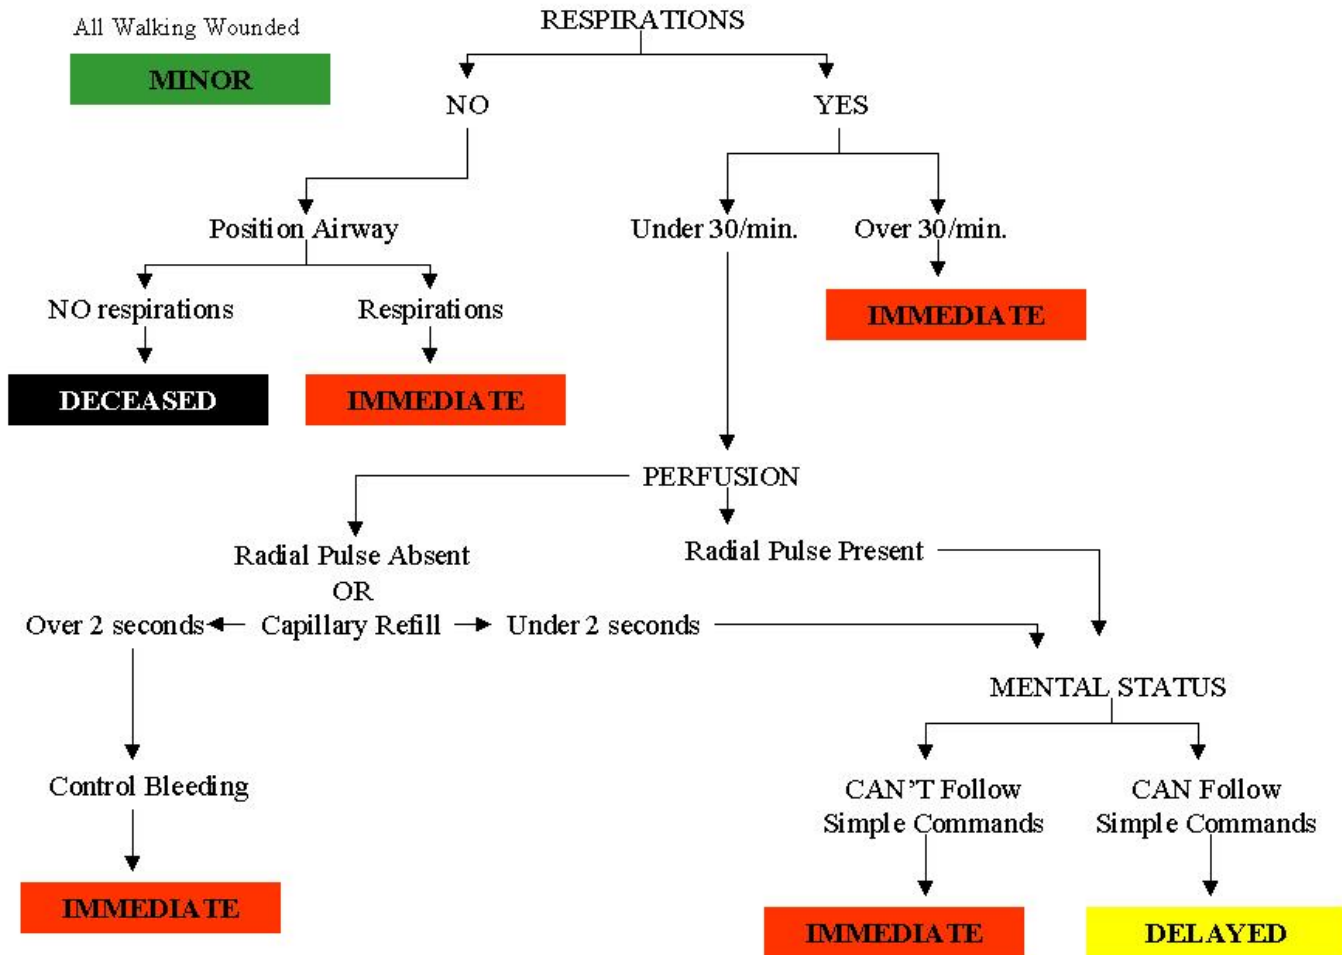 All Walking Wounded
MINOR
RESPIRATIONS
NO
YES
Position Airway
Under 30/min.
Over 30/min.
NO respirations
Respirations
IMMEDIATE
DECEASED
IMMEDIATE
PERFUSION
Radial Pulse Absent
OR
Radial Pulse Present
Over 2 seconds
Capillary Refill
Under 2 seconds
MENTAL STATUS
Control Bleeding
CAN'T Follow
Simple Commands
CAN Follow
Simple Commands
IMMEDIATE
IMMEDIATE
DELAYED